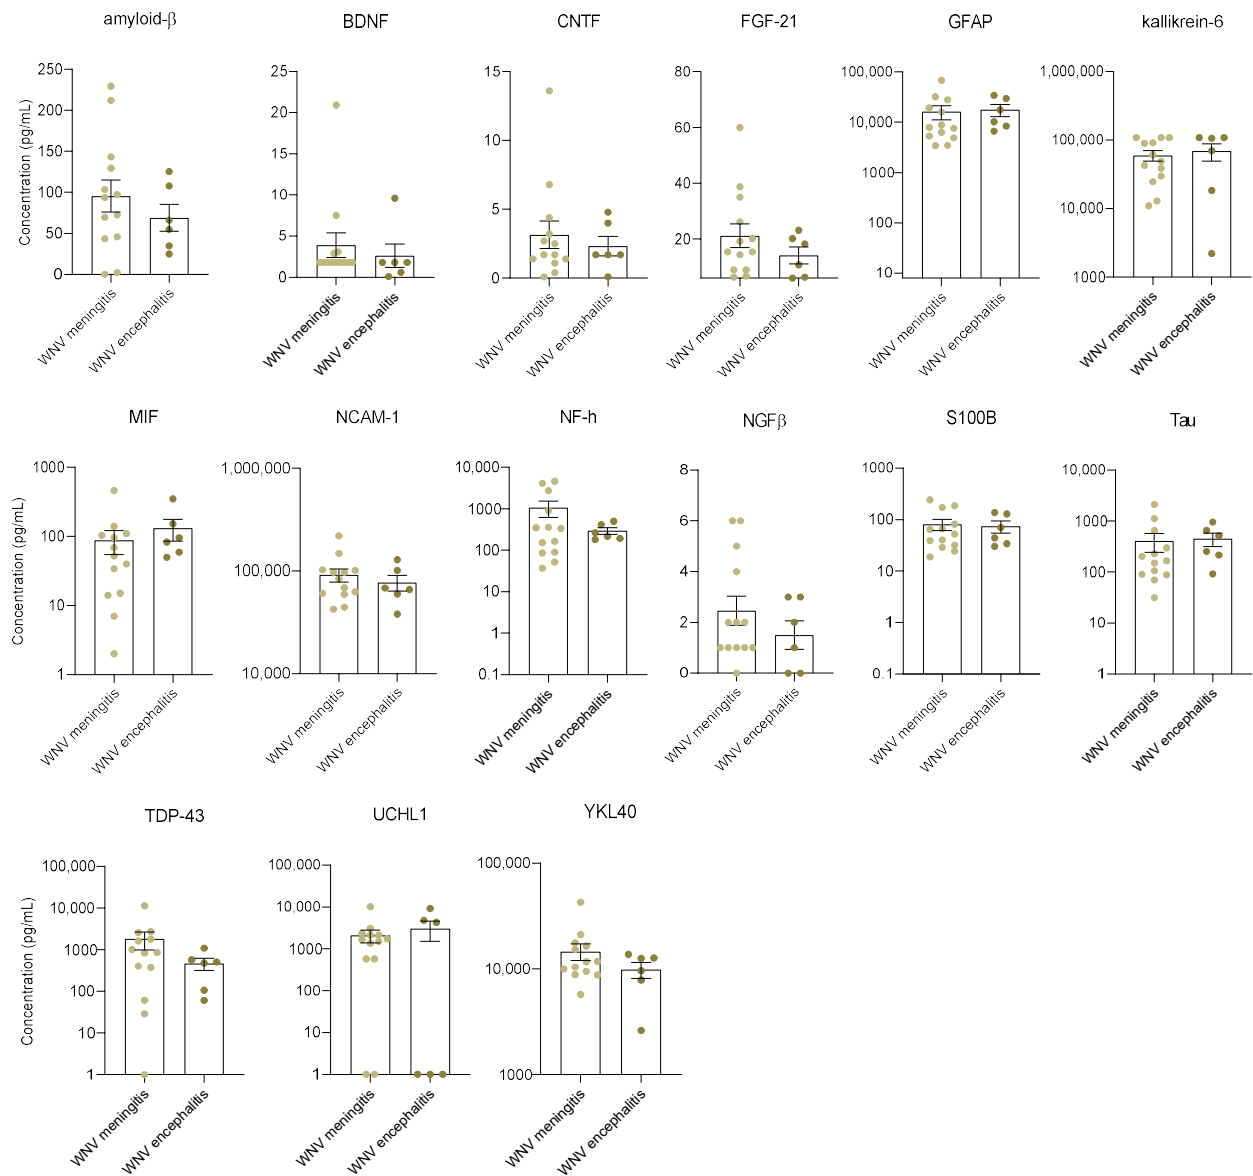 amyloid-β BDNF CNTF FGF-21 GFAP kallikrein-6
Concentration (pg/mL)
250 25 15 80 100,000 1,000,000
200 20 60 10,000 100,000
150 15 10 40 1000 10,000
100 10 5 20 100 1000
50 5 0 10
0 0
WNV meningitis WNV encephalitis WNV meningitis WNV encephalitis WNV meningitis WNV encephalitis WNV meningitis WNV encephalitis WNV meningitis WNV encephalitis WNV meningitis WNV encephalitis
MIF NCAM-1 NF-h NGFβ S100B Tau
Concentration (pg/mL)
1000 1,000,000 10,000 8 1000 10,000
100 100,000 1000 6 100 1000
10 10,000 100 4 10 100
1 10 2 1 10
1 0 0.1 1
0.1
WNV meningitis WNV encephalitis WNV meningitis WNV encephalitis WNV meningitis WNV encephalitis WNV meningitis WNV encephalitis WNV meningitis WNV encephalitis WNV meningitis WNV encephalitis
TDP-43 UCHL1 YKL40
Concentration (pg/mL)
100,000 100,000 100,000
10,000 10,000 10,000
1000 1000 1000
100 100
10 10
1 1
WNV meningitis WNV encephalitis WNV meningitis WNV encephalitis WNV meningitis WNV encephalitis